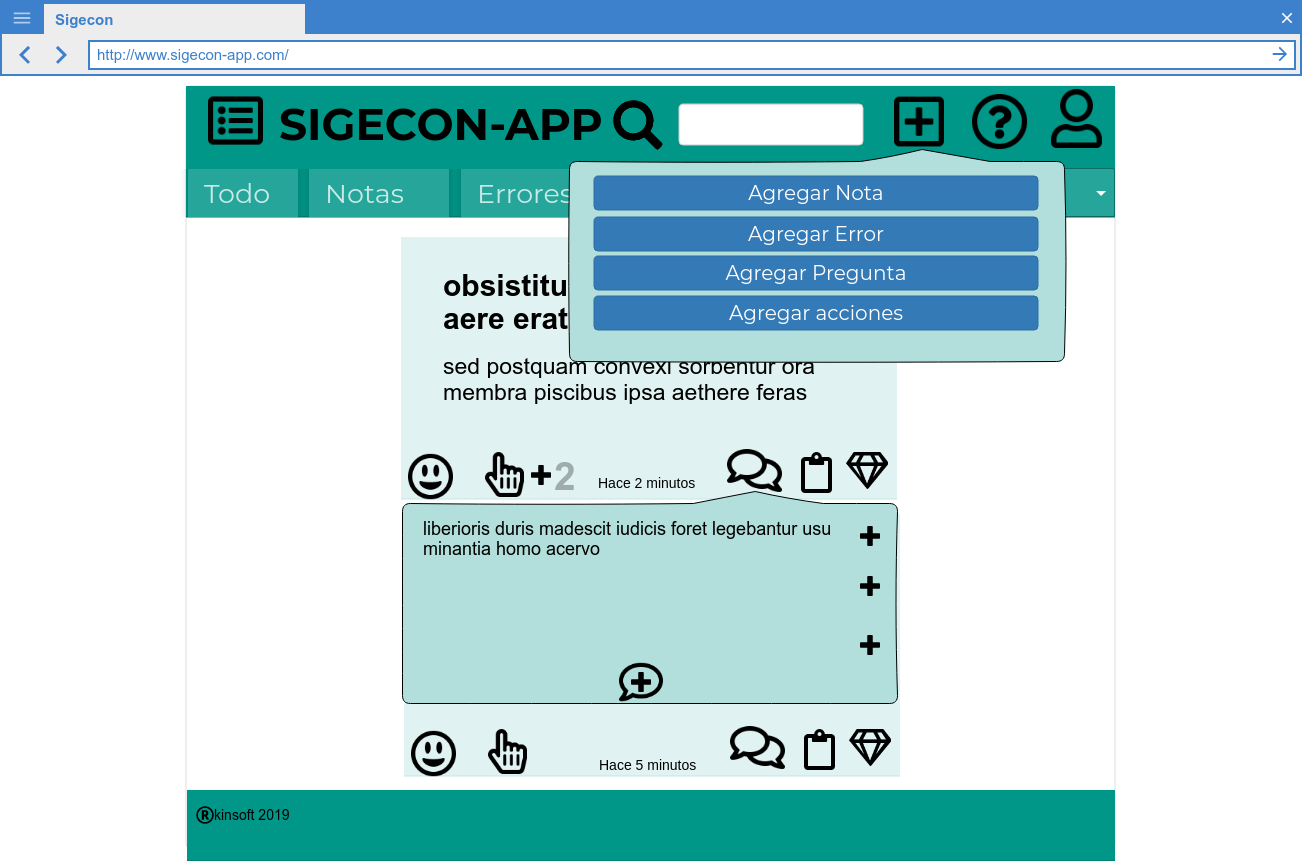 Sigecon
http://www.sigecon-app.com/
SIGECON-APP
Todo
Notas
Errores
Agregar Nota
Agregar Error
Agregar Pregunta
Agregar acciones
obsistitu
aere erat
sed postquam convexi sorbentur ora
membra piscibus ipsa aethere feras
+2
Hace 2 minutos
liberioris duris madescit iudicis foret legebantur usu
minantia homo acervo
Hace 5 minutos
®kinsoft 2019